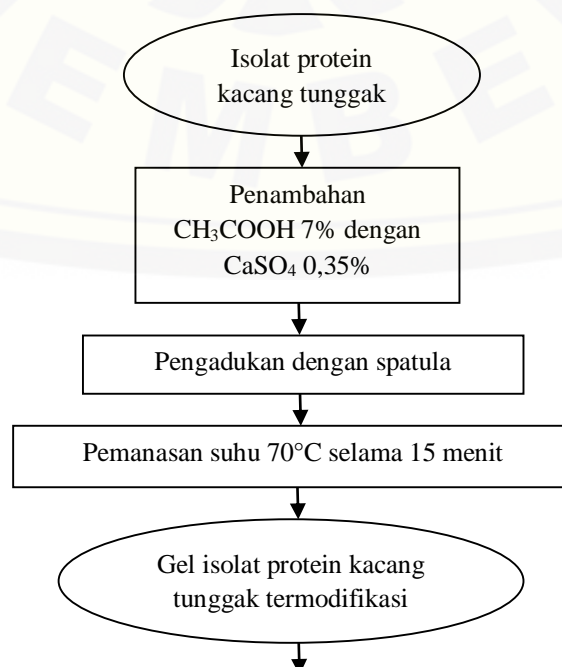 Isolat protein
kacang tunggak
Penambahan
CH₃COOH 7% dengan
CaSO₄ 0,35%
Pengadukan dengan spatula
Pemanasan suhu 70°C selama 15 menit
Gel isolat protein kacang
tunggak termodifikasi